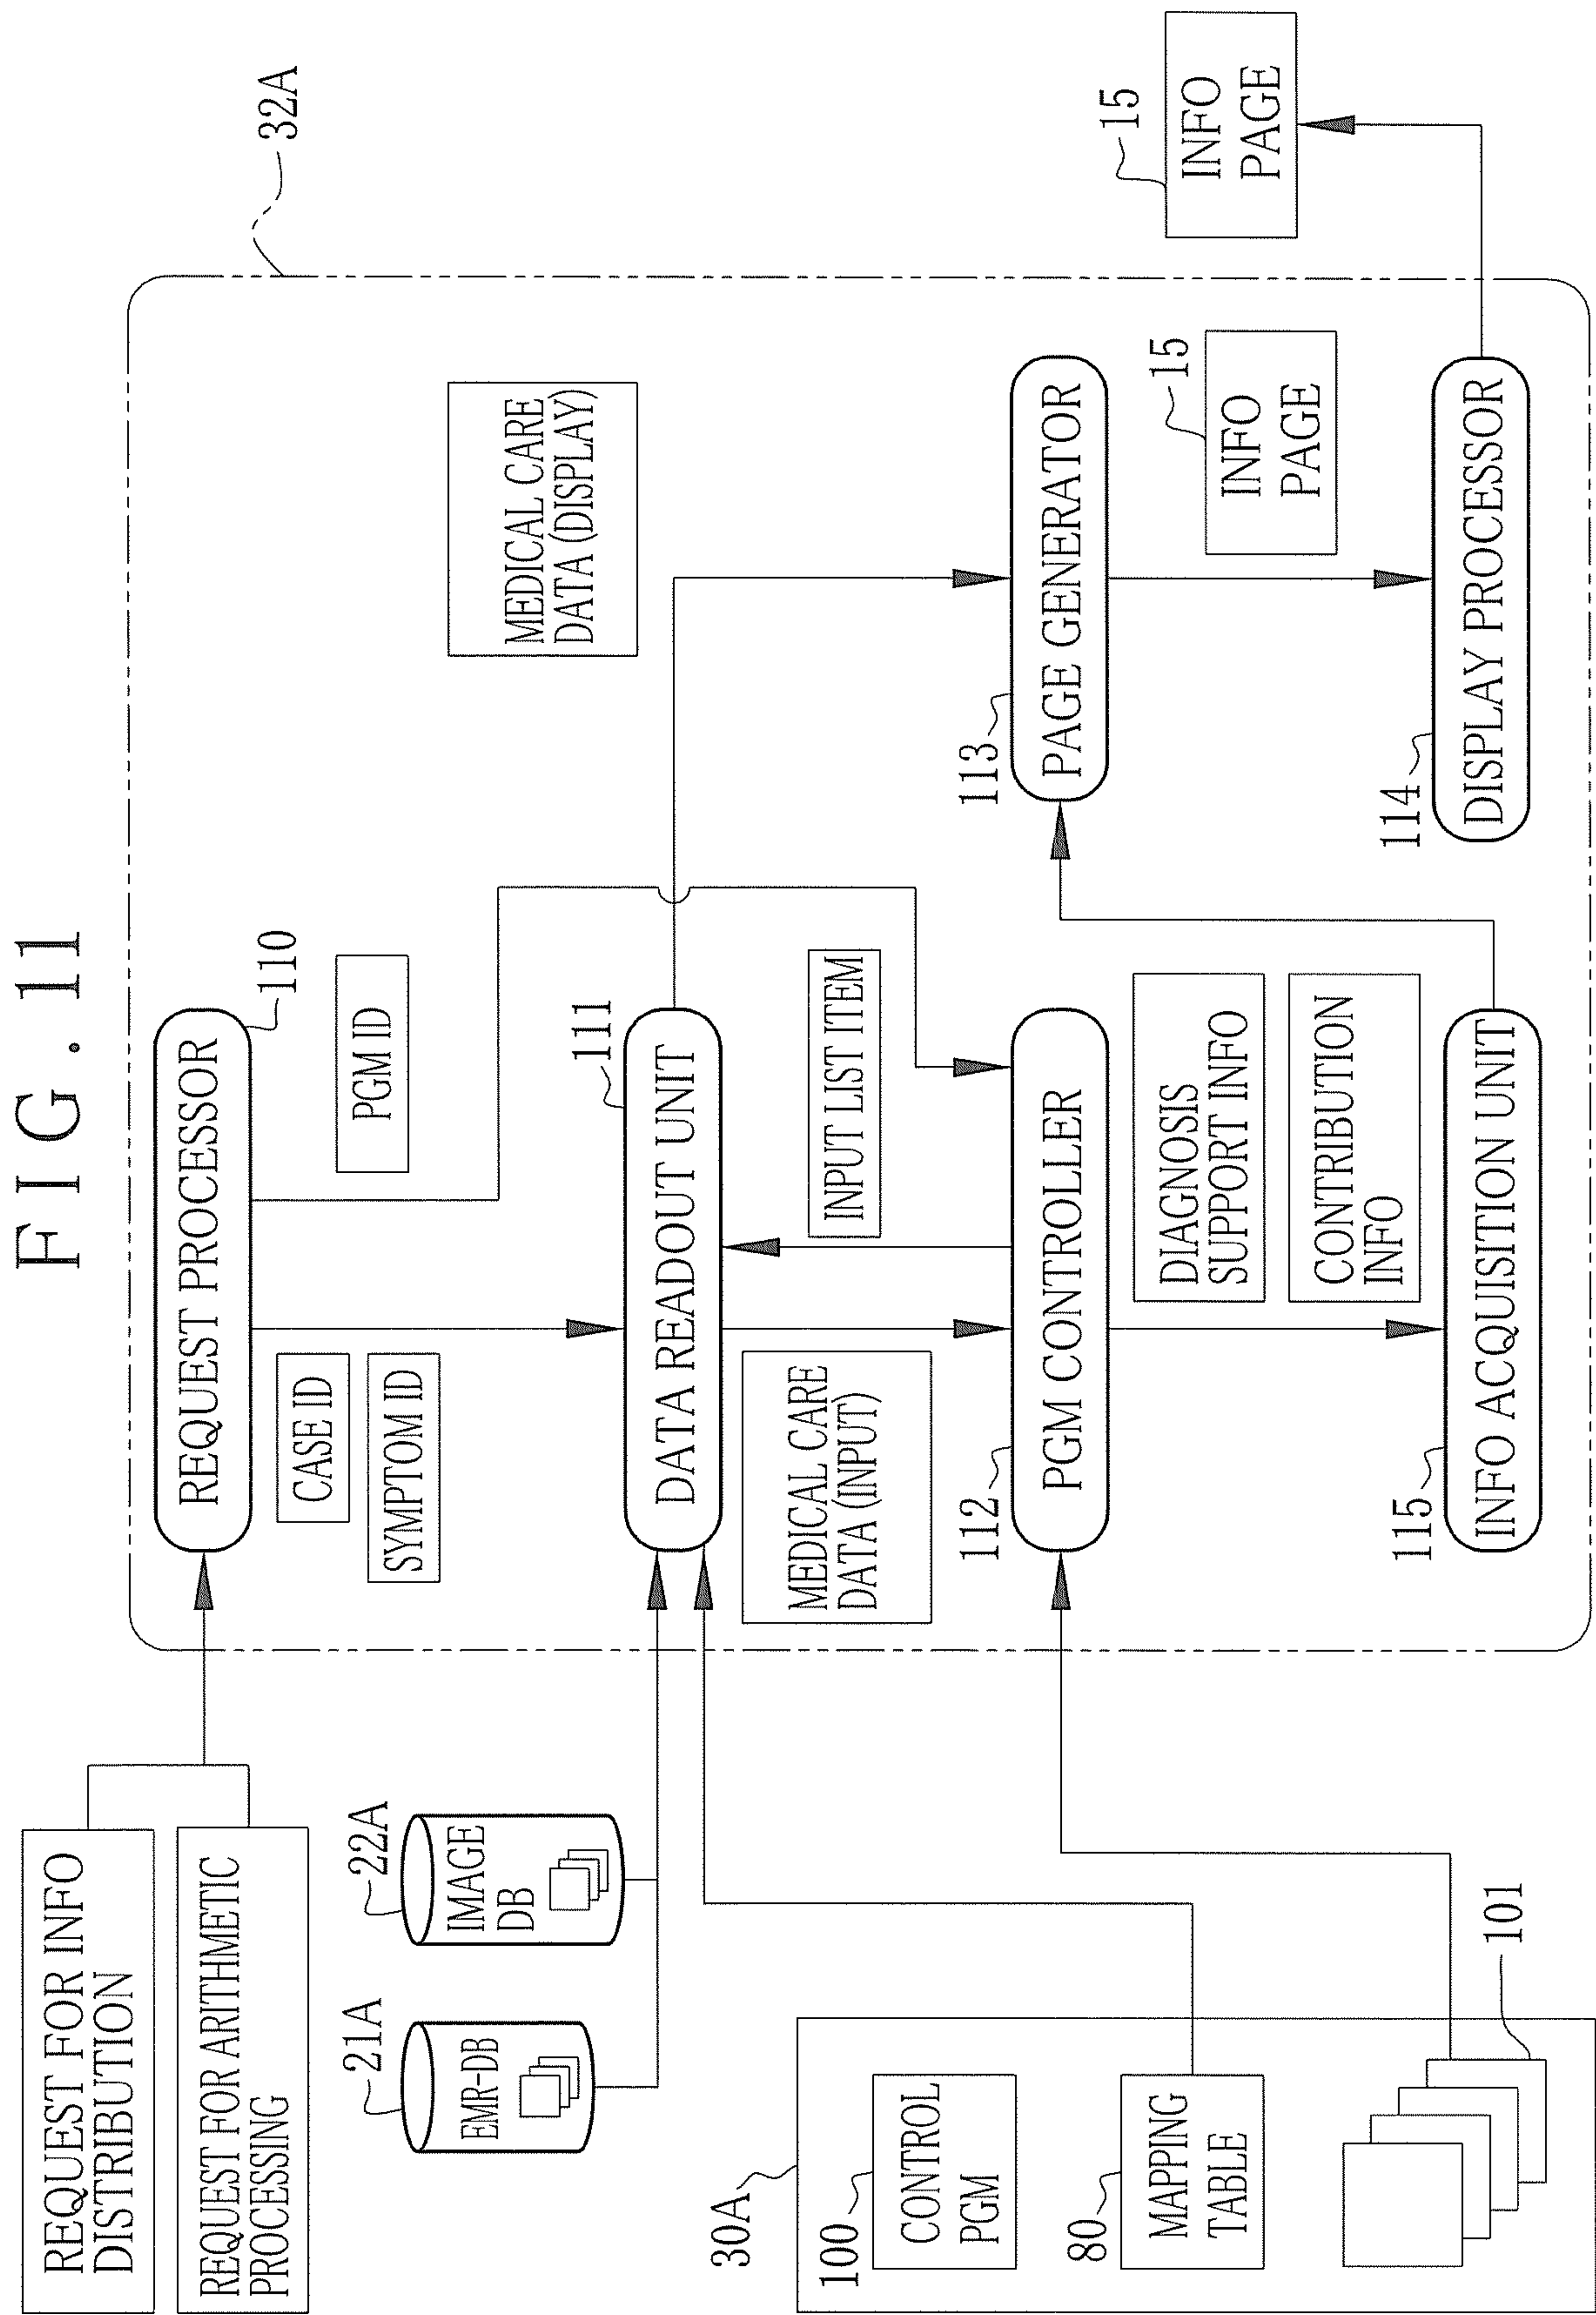 FIG. 11
REQUEST FOR INFO
DISTRIBUTION
REQUEST FOR ARITHMETIC
PROCESSING
21A
EMR-DB
22A
IMAGE
DB
30A
100
CONTROL
PGM
80
MAPPING
TABLE
101
32A
REQUEST PROCESSOR
110
CASE ID
SYMPTOM ID
PGM ID
DATA READOUT UNIT
111
MEDICAL CARE
DATA (INPUT)
INPUT LIST ITEM
MEDICAL CARE
DATA (DISPLAY)
112
PGM CONTROLLER
113
PAGE GENERATOR
DIAGNOSIS
SUPPORT INFO
CONTRIBUTION
INFO
15
INFO
PAGE
115
INFO ACQUISITION UNIT
114
DISPLAY PROCESSOR
15
INFO
PAGE